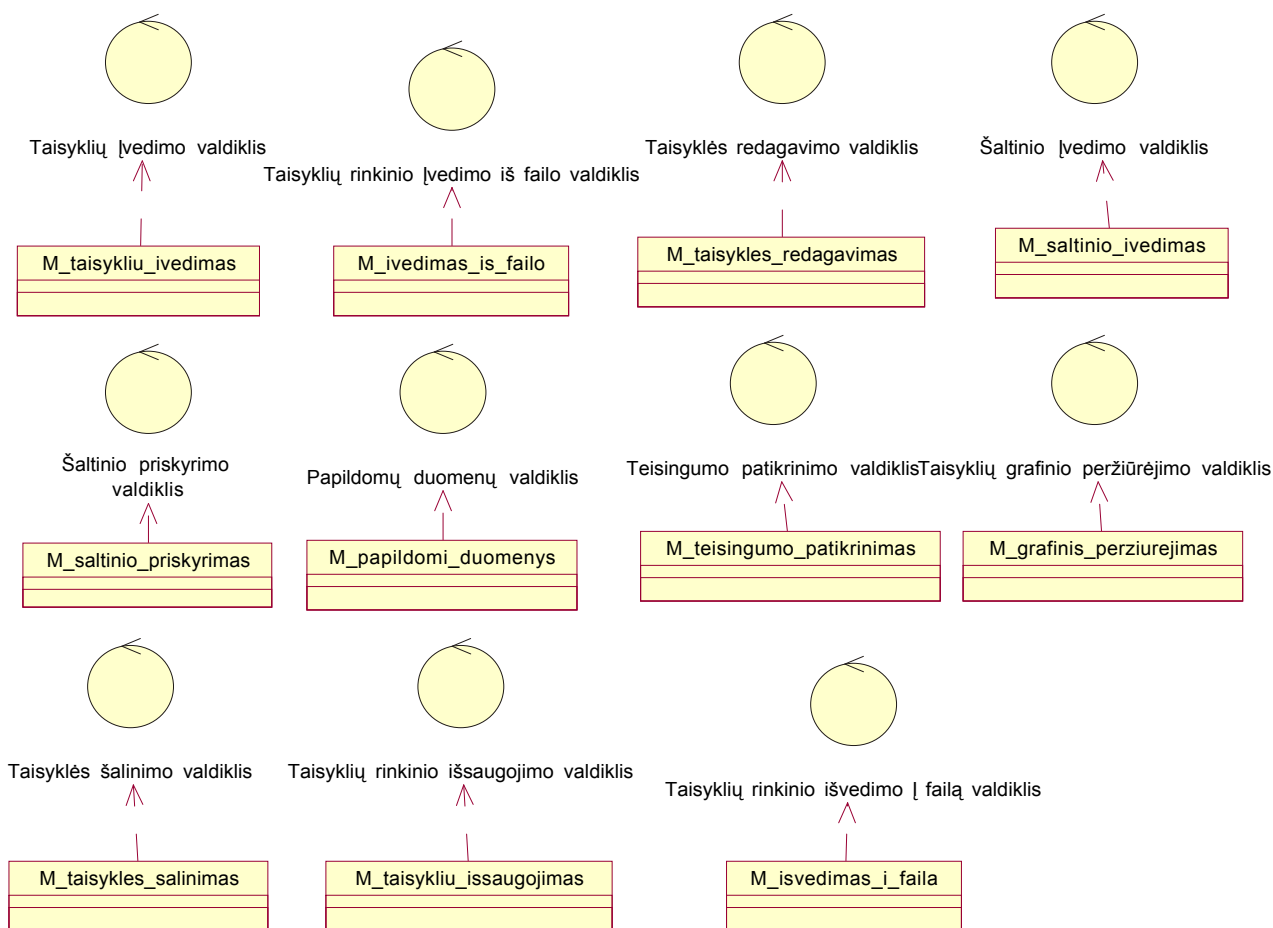 Taisyklių Įvedimo valdiklis
Taisyklių rinkinio Įvedimo iš failo valdiklis
Taisyklės redagavimo valdiklis
Šaltinio Įvedimo valdiklis
M_taisykliu_ivedimas
M_ivedimas_is_failo
M_taisykles_redagavimas
M_saltinio_ivedimas
Šaltinio priskyrimo
valdiklis
Papildomų duomenų valdiklis
Teisingumo patikrinimo valdiklis
Taisyklių grafinio peržiūrėjimo valdiklis
M_saltinio_priskyrimas
M_papildomi_duomenys
M_teisingumo_patikrinimas
M_grafinis_perziurejimas
Taisyklės šalinimo valdiklis
Taisyklių rinkinio išsaugojimo valdiklis
Taisyklių rinkinio išvedimo Į failą valdiklis
M_taisykles_salinimas
M_taisykliu_issaugojimas
M_isvedimas_i_faila